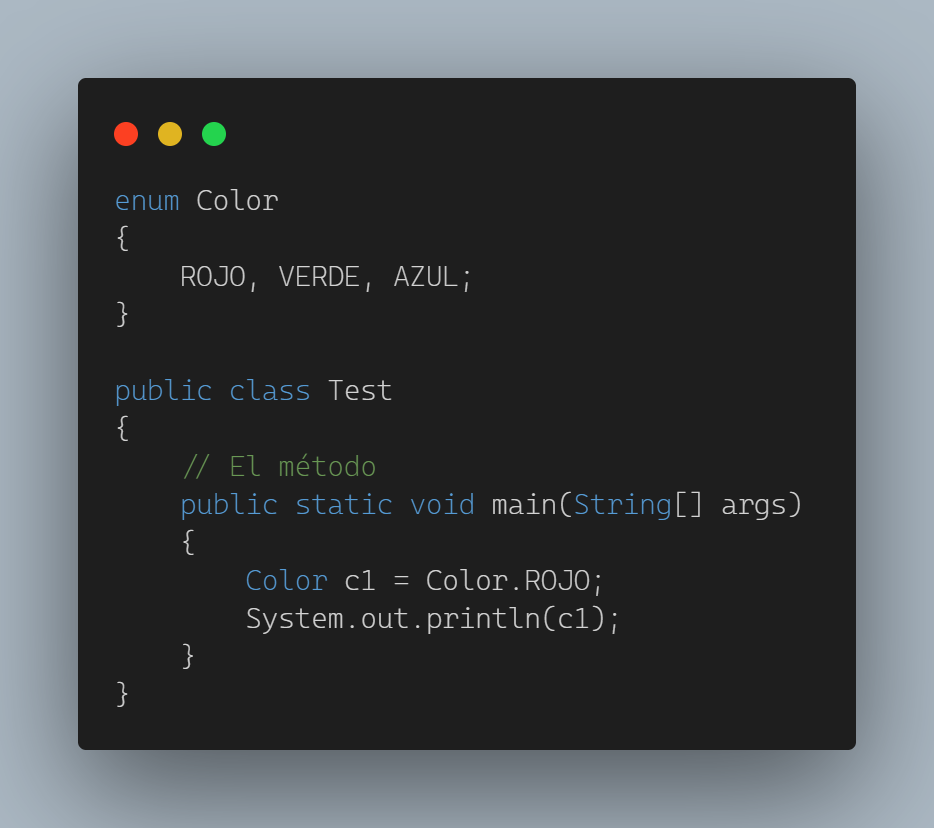 enum Color
{
    ROJO, VERDE, AZUL;
}

public class Test
{
    // El método
    public static void main(String[] args)
    {
        Color c1 = Color.ROJO;
        System.out.println(c1);
    }
}